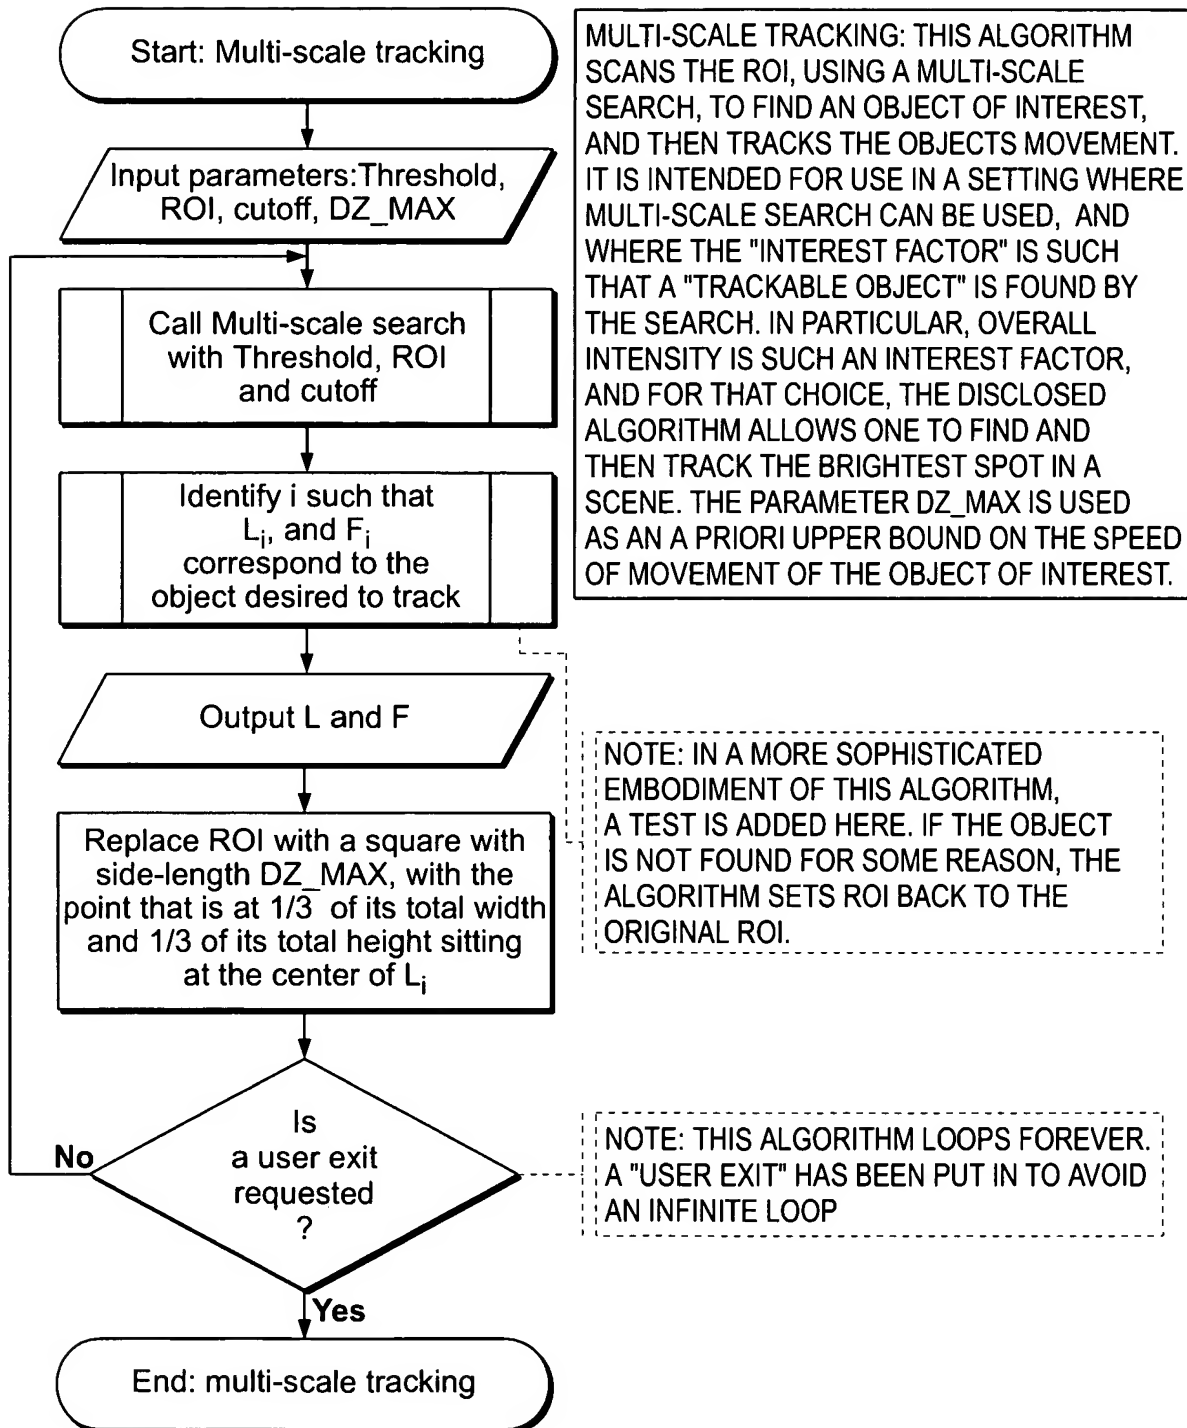 Start: Multi-scale tracking
Input parameters:Threshold,
ROI, cutoff, DZ_MAX
Call Multi-scale search
with Threshold, ROI
and cutoff
Identify i such that
Li, and Fi
correspond to the
object desired to track
Output L and F
Replace ROI with a square with
side-length DZ_MAX, with the
point that is at 1/3 of its total width
and 1/3 of its total height sitting
at the center of Li
Is
a user exit
requested
?
No
Yes
End: multi-scale tracking
MULTI-SCALE TRACKING: THIS ALGORITHM
SCANS THE ROI, USING A MULTI-SCALE
SEARCH, TO FIND AN OBJECT OF INTEREST,
AND THEN TRACKS THE OBJECTS MOVEMENT.
IT IS INTENDED FOR USE IN A SETTING WHERE
MULTI-SCALE SEARCH CAN BE USED, AND
WHERE THE "INTEREST FACTOR" IS SUCH
THAT A "TRACKABLE OBJECT" IS FOUND BY
THE SEARCH. IN PARTICULAR, OVERALL
INTENSITY IS SUCH AN INTEREST FACTOR,
AND FOR THAT CHOICE, THE DISCLOSED
ALGORITHM ALLOWS ONE TO FIND AND
THEN TRACK THE BRIGHTEST SPOT IN A
SCENE. THE PARAMETER DZ_MAX IS USED
AS AN A PRIORI UPPER BOUND ON THE SPEED
OF MOVEMENT OF THE OBJECT OF INTEREST.
NOTE: IN A MORE SOPHISTICATED
EMBODIMENT OF THIS ALGORITHM,
A TEST IS ADDED HERE. IF THE OBJECT
IS NOT FOUND FOR SOME REASON, THE
ALGORITHM SETS ROI BACK TO THE
ORIGINAL ROI.
NOTE: THIS ALGORITHM LOOPS FOREVER.
A "USER EXIT" HAS BEEN PUT IN TO AVOID
AN INFINITE LOOP